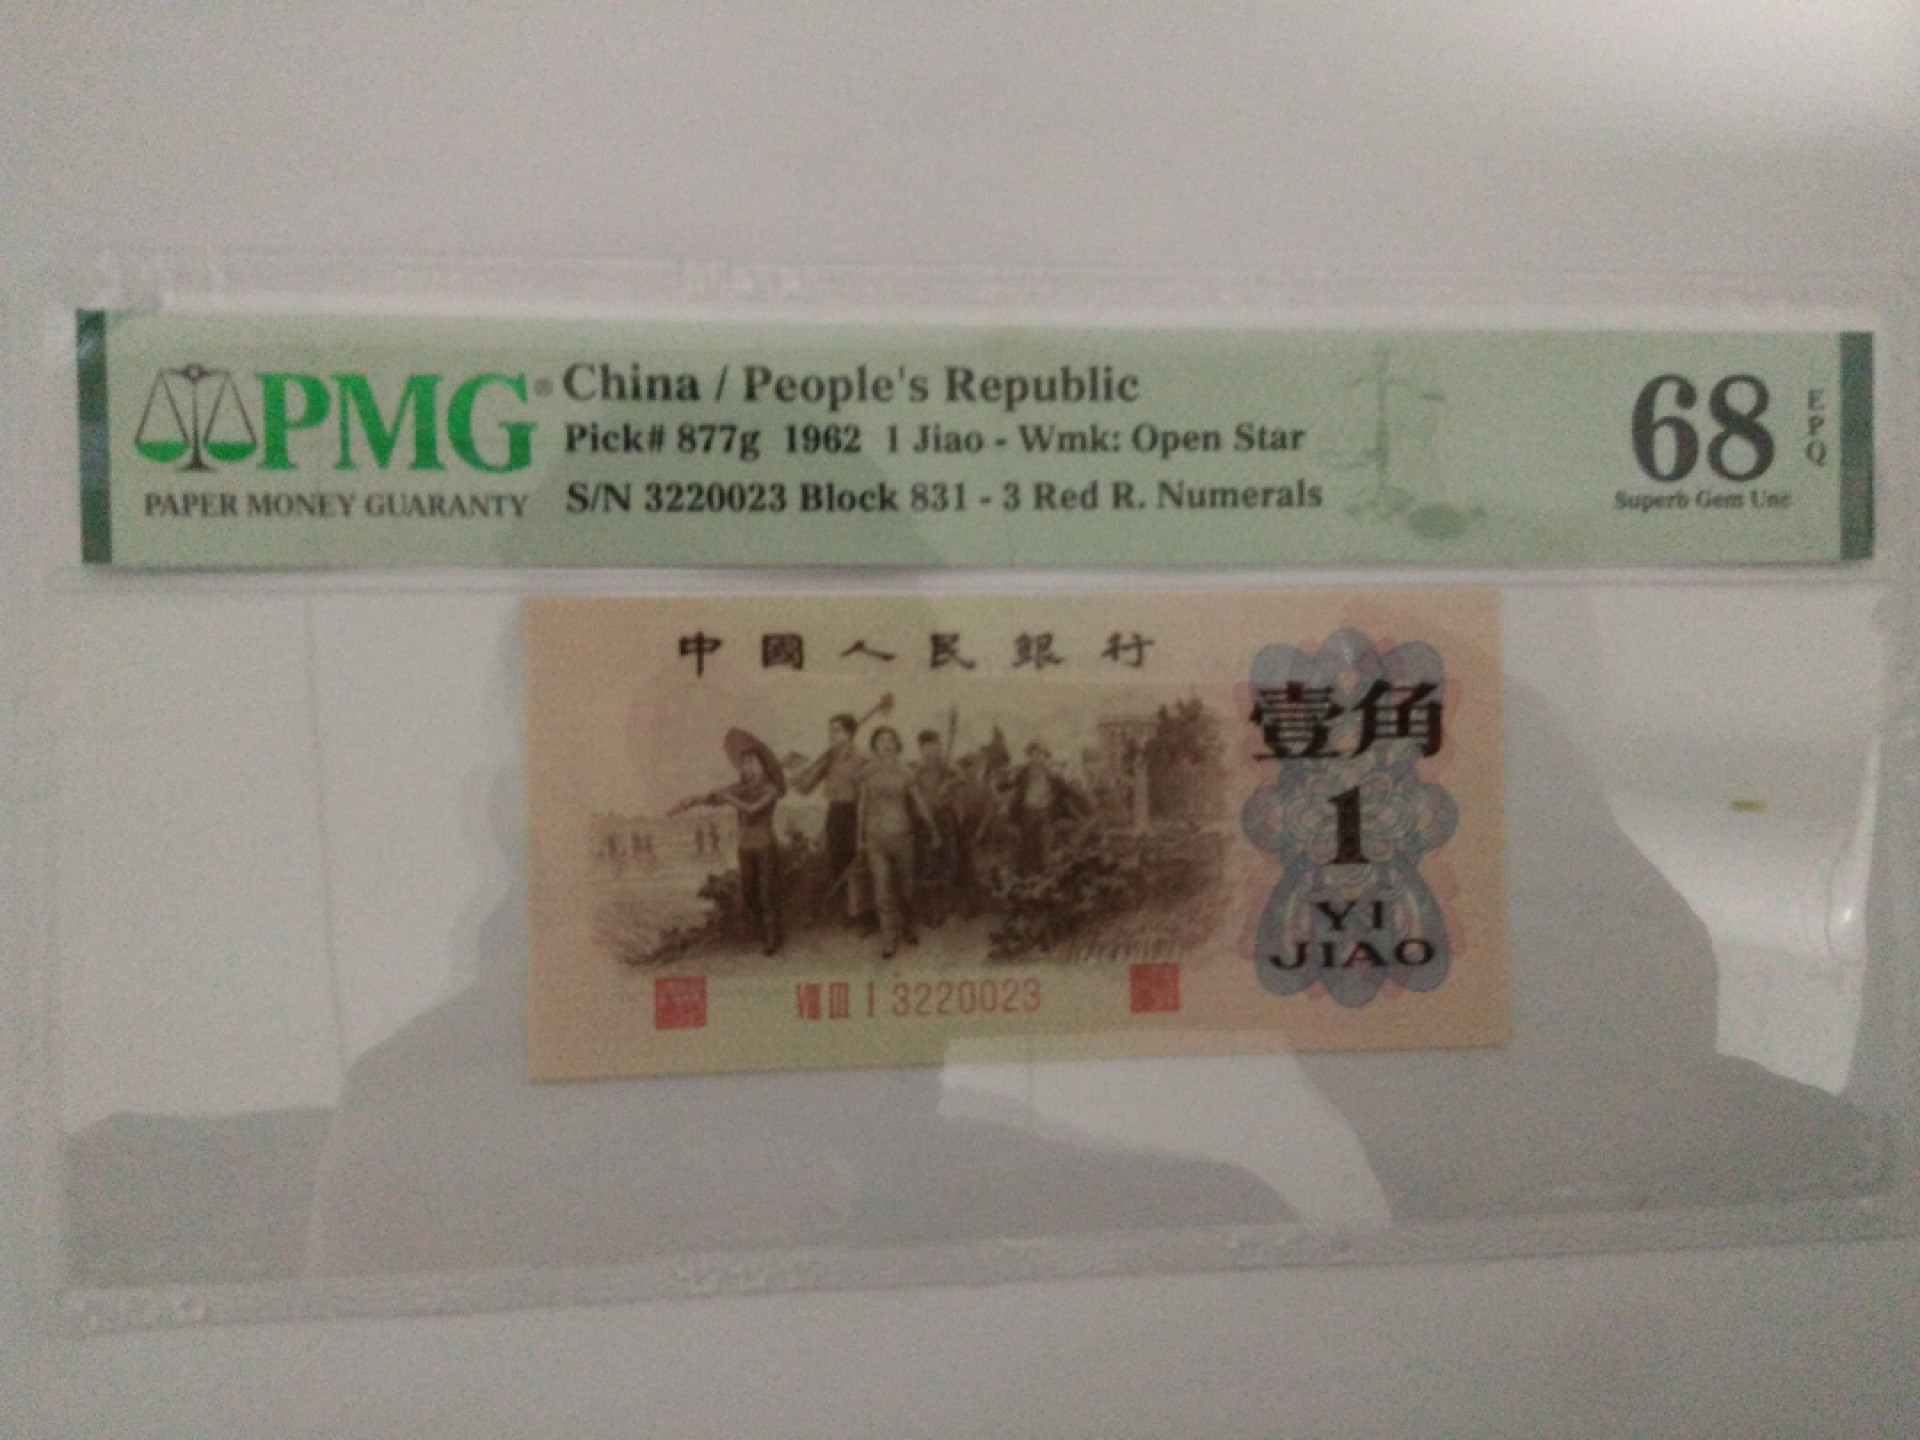 PMG®
PAPER MONEY GUARANTY
China / People's Republic
Pick# 877g 1962 1 Jiao - Wmk: Open Star
S/N 3220023 Block 831 - 3 Red R. Numerals
68
EPQ
Superb Gem Unc
中國人民銀行
壹角
1
YI
JIAO
VIII III I 3220023